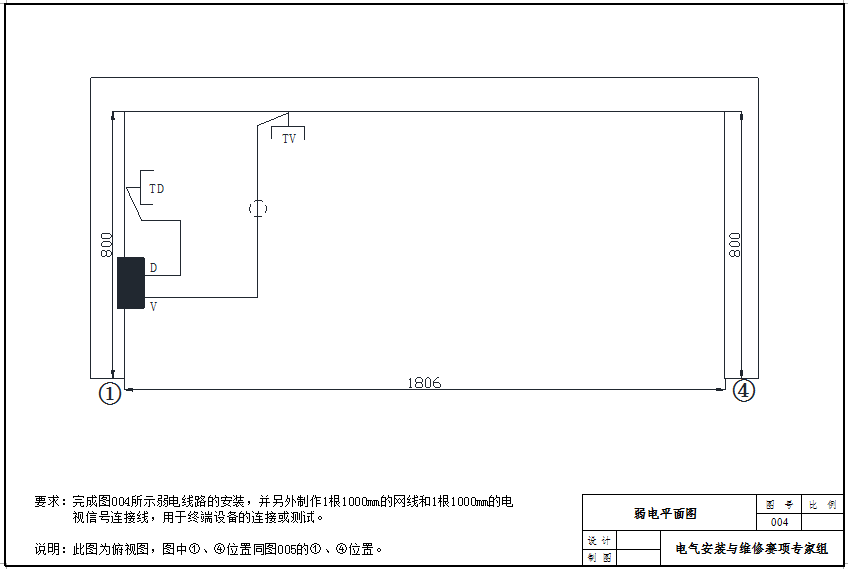 TV
TD
800
800
D
V
1806
①
④
要求：完成图004所示弱电线路的安装，并另外制作1根1000mm的网线和1根1000mm的电
视信号连接线，用于终端设备的连接或测试。
说明：此图为俯视图，图中①、④位置同图005的①、④位置。
弱电平面图
图 号
比 例
004
设 计
制 图
电气安装与维修赛项专家组